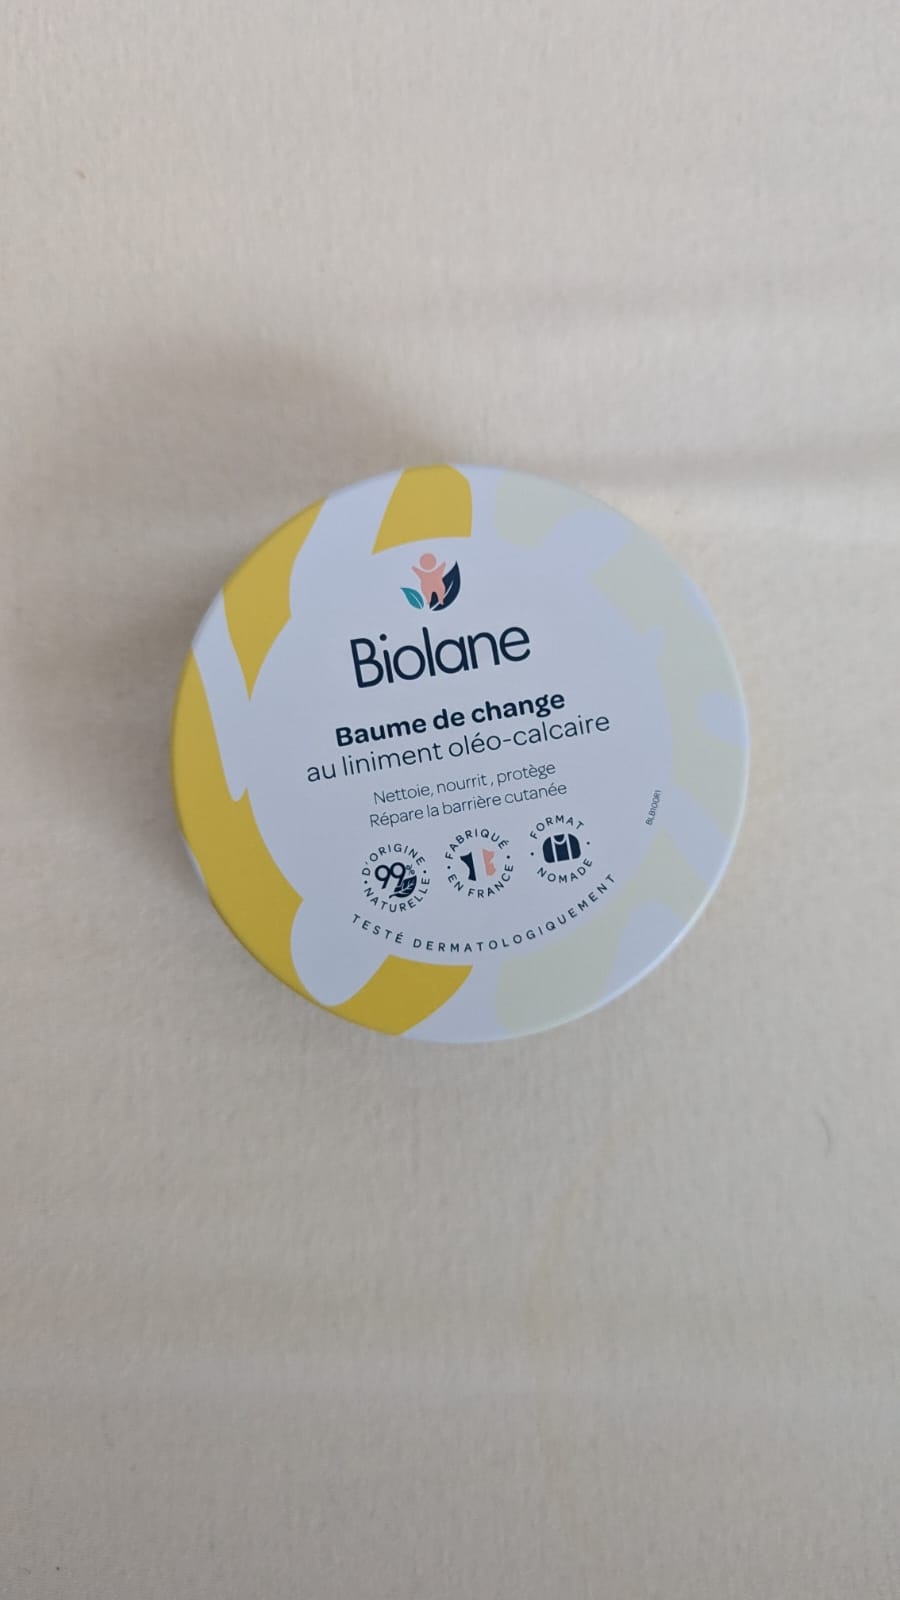 Biolane
Baume de change
au liniment oléo-calcaire
Nettoie, nourrit, protège
Répare la barrière cutanée
D'ORIGINE
99%
NATURELLE
FABRIQUÉ
EN FRANCE
FORMAT
NOMADE
TESTÉ DERMATOLOGIQUEMENT